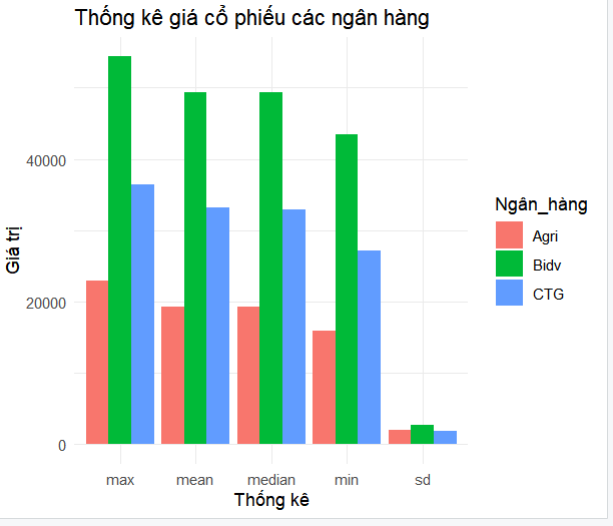 Thống kê giá cổ phiếu các ngân hàng
Giá trị
40000
20000
0
max mean median min sd
Thống kê
Ngân_hàng
Agri
Bidv
CTG